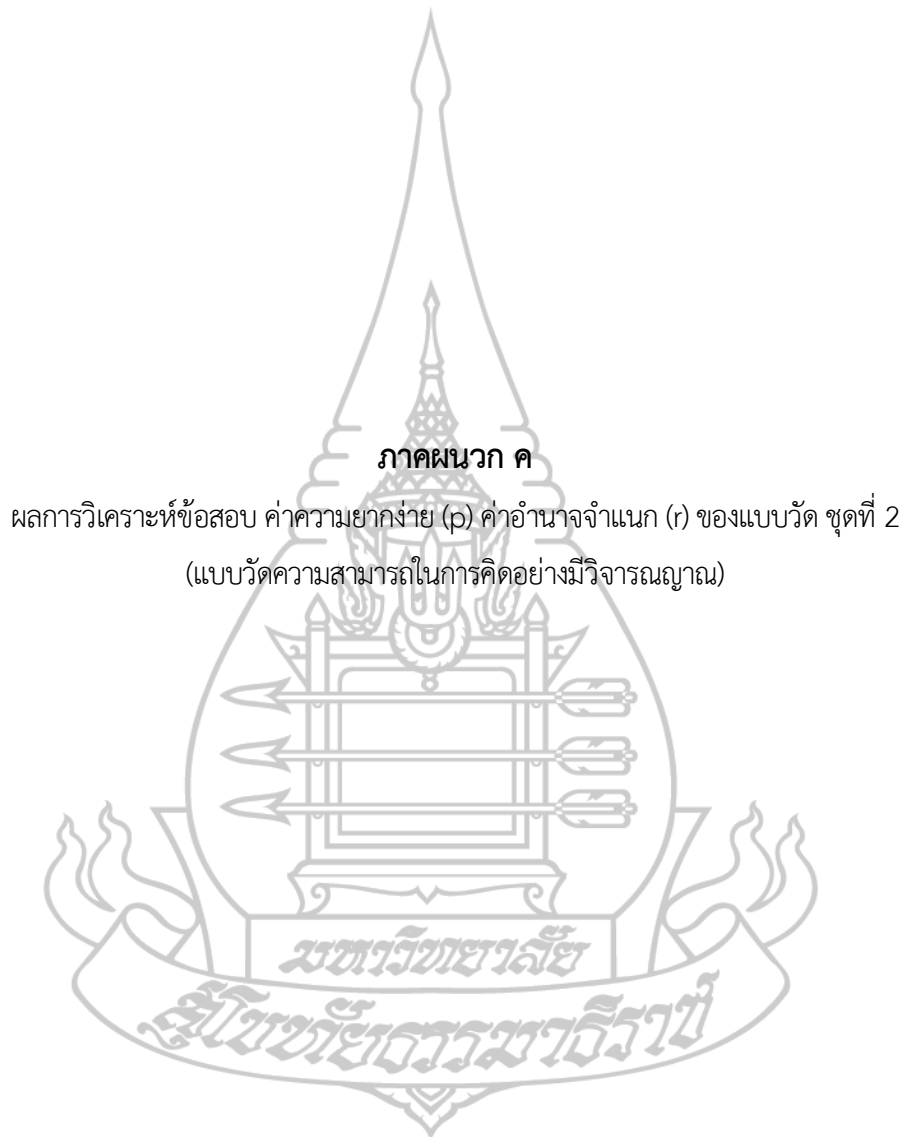 ภาคผนวก ค
ผลการวิเคราะห์ข้อสอบ ค่าความยากง่าย (p) ค่าอำนาจจำแนก (r) ของแบบวัด ชุดที่ 2
(แบบวัดความสามารถในการคิดอย่างมีวิจารณญาณ)
มหาวิทยาลัย
สุโขทัยธรรมาธิราช